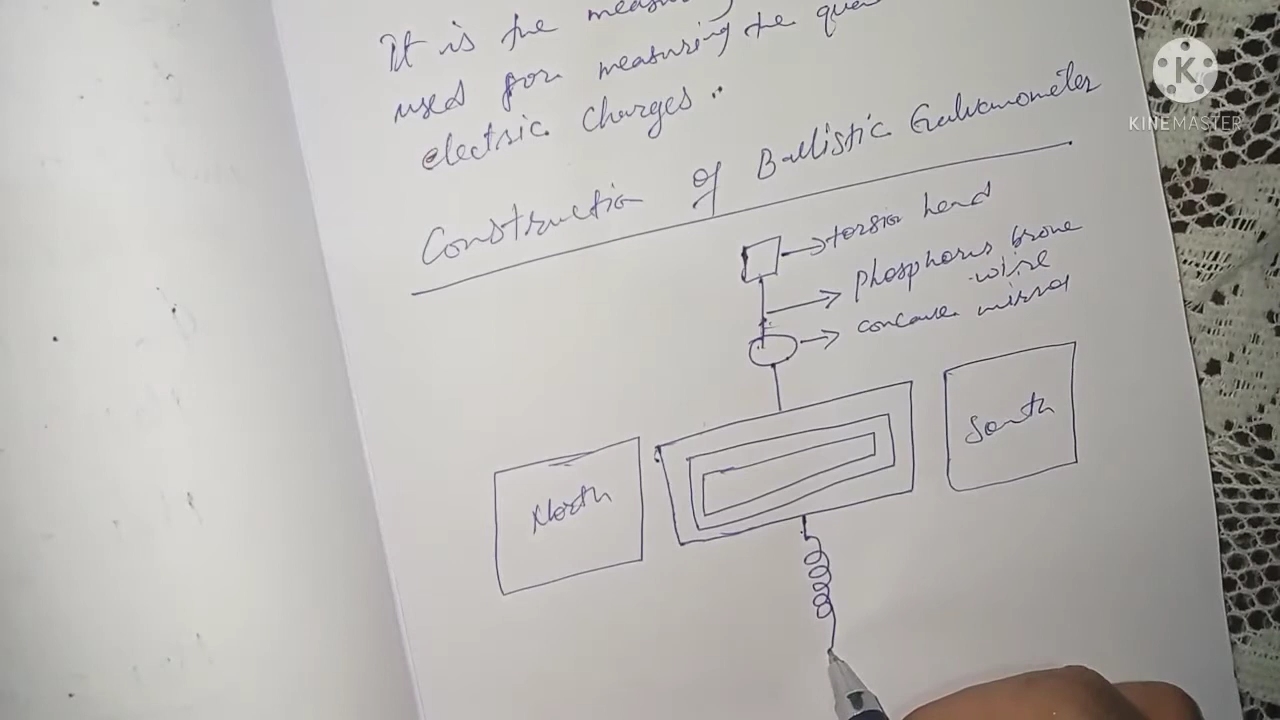 It is the measuring
used for measuring the
electric charges..
Construction of Ballistic Galvanometer
torsion head
phosphorus
wire
concave mirror
North
South
K
KINEMASTER